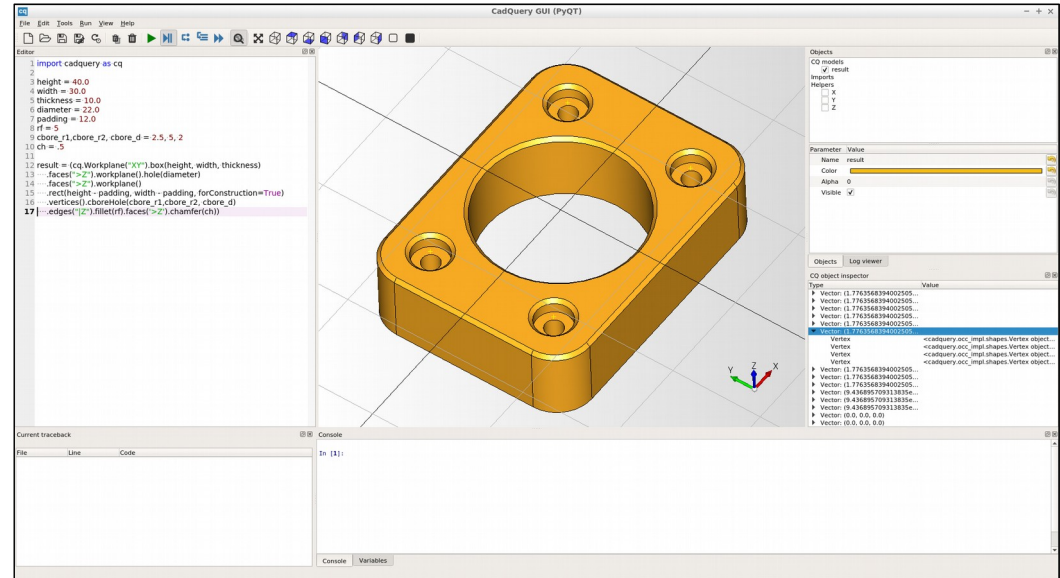 CQ
CadQuery GUI (PyQT)
File Edit Tools Run View Help
Editor
1 import cadquery as cq
2
3 height = 40.0
4 width = 30.0
5 thickness = 10.0
6 diameter = 22.0
7 padding = 12.0
8 rf = 5
9 cbore_r1,cbore_r2, cbore_d = 2.5, 5, 2
10 ch = .5
11
12 result = (cq.Workplane("XY").box(height, width, thickness)
13 ····.faces(">Z").workplane().hole(diameter)
14 ····.faces(">Z").workplane()
15 ····.rect(height - padding, width - padding, forConstruction=True)
16 ····.vertices().cboreHole(cbore_r1,cbore_r2, cbore_d)
17 ····.edges("|Z").fillet(rf).faces('>Z').chamfer(ch))
Y Z X
Objects
CQ models
result
Imports
Helpers
X
Y
Z
Parameter Value
Name result
Color
Alpha 0
Visible
Objects Log viewer
CQ object inspector
Type Value
Vector: (1.7763568394002505...
Vector: (1.7763568394002505...
Vector: (1.7763568394002505...
Vector: (1.7763568394002505...
Vector: (1.7763568394002505...
Vector: (1.7763568394002505...
Vertex <cadquery.occ_impl.shapes.Vertex object...
Vertex <cadquery.occ_impl.shapes.Vertex object...
Vertex <cadquery.occ_impl.shapes.Vertex object...
Vertex <cadquery.occ_impl.shapes.Vertex object...
Vector: (1.7763568394002505...
Vector: (1.7763568394002505...
Vector: (1.7763568394002505...
Vector: (9.436895709313835e...
Vector: (9.436895709313835e...
Vector: (9.436895709313835e...
Vector: (0.0, 0.0, 0.0)
Vector: (0.0, 0.0, 0.0)
Current traceback
File Line Code
Console
In [1]:
Console Variables